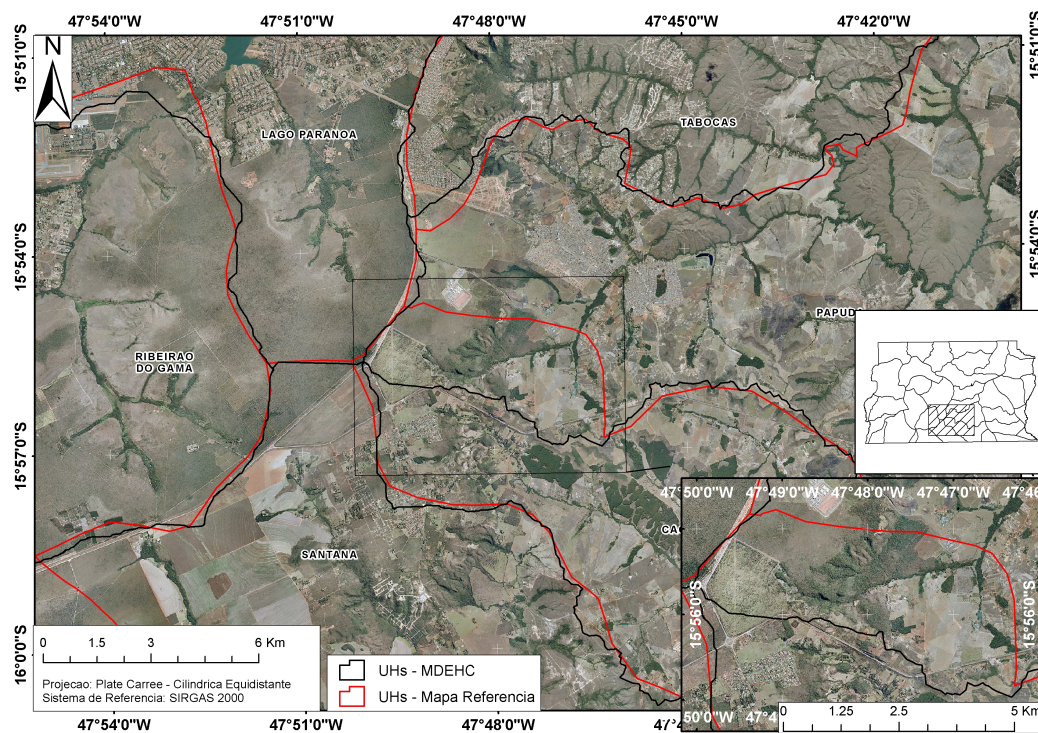 47°54'0"W 47°51'0"W 47°48'0"W 47°45'0"W 47°42'0"W
15°51'0"S
15°51'0"S
N
LAGO PARANOA
TABOCAS
15°54'0"S
15°54'0"S
RIBEIRAO
DO GAMA
PAPUDA
15°57'0"S
SANTANA
16°0'0"S
0 1.5 3 6 Km
Projecao: Plate Carree - Cilindrica Equidistante
Sistema de Referencia: SIRGAS 2000
UHs - MDEHC
UHs - Mapa Referencia
47°54'0"W 47°51'0"W 47°48'0"W
47°50'0"W 47°49'0"W 47°48'0"W 47°47'0"W
15°56'0"S
15°56'0"S
0 1.25 2.5 5 Km